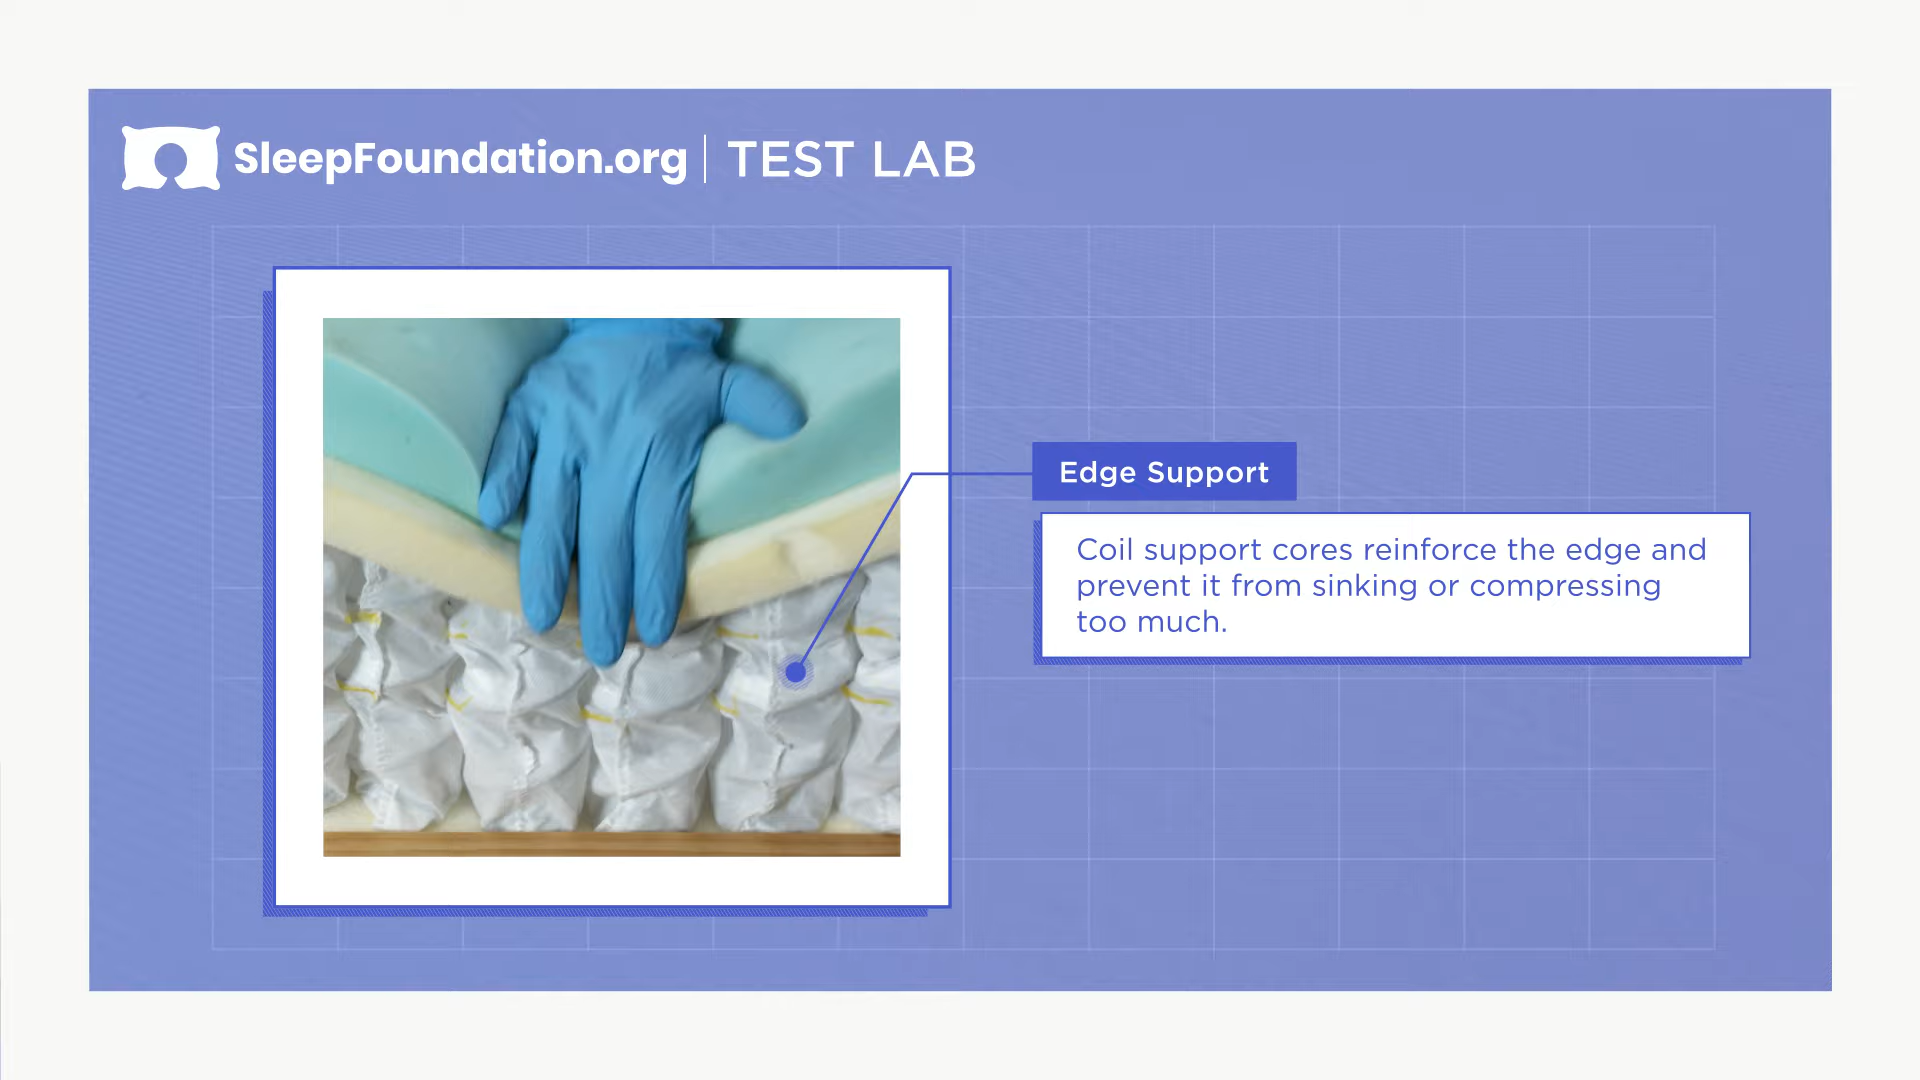 SleepFoundation.org | TEST LAB
Edge Support
Coil support cores reinforce the edge and
prevent it from sinking or compressing
too much.